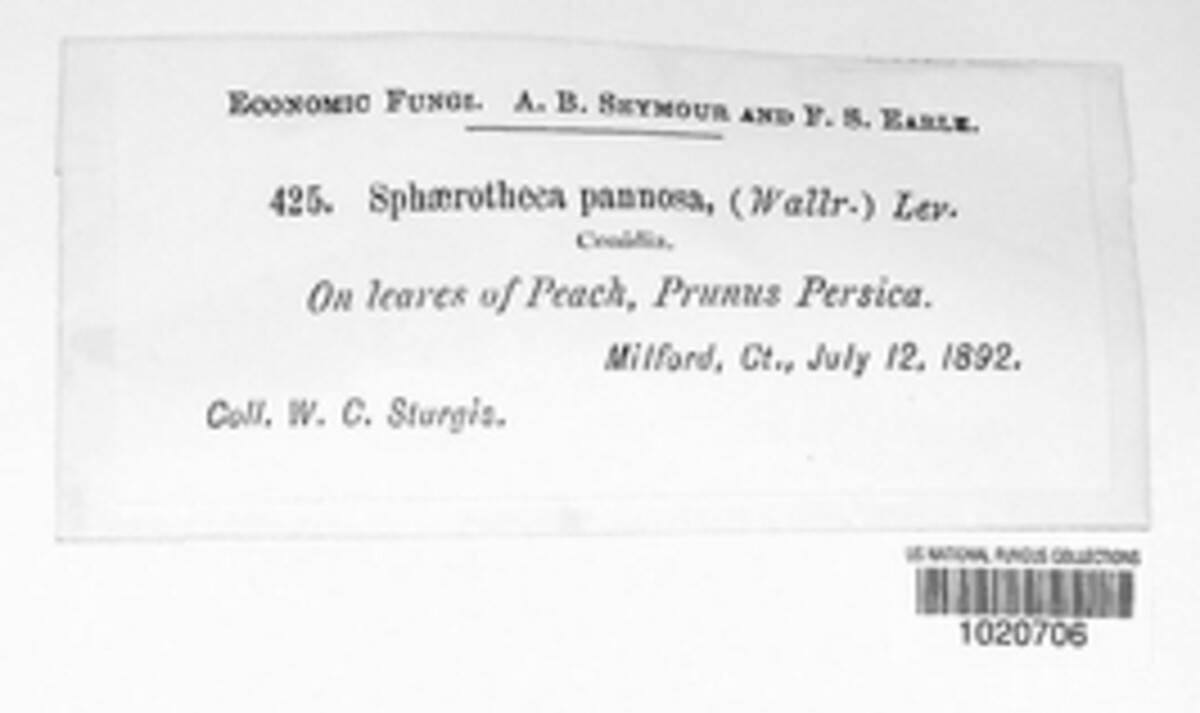 Economic Fungi. A. B. Seymour and F. S. Earle.
425. Sphærotheca pannosa, (Wallr.) Lev.
Conidia.
On leaves of Peach, Prunus Persica.
Milford, Ct., July 12, 1892.
Coll. W. C. Sturgis.
US NATIONAL FUNGUS COLLECTIONS
1020706